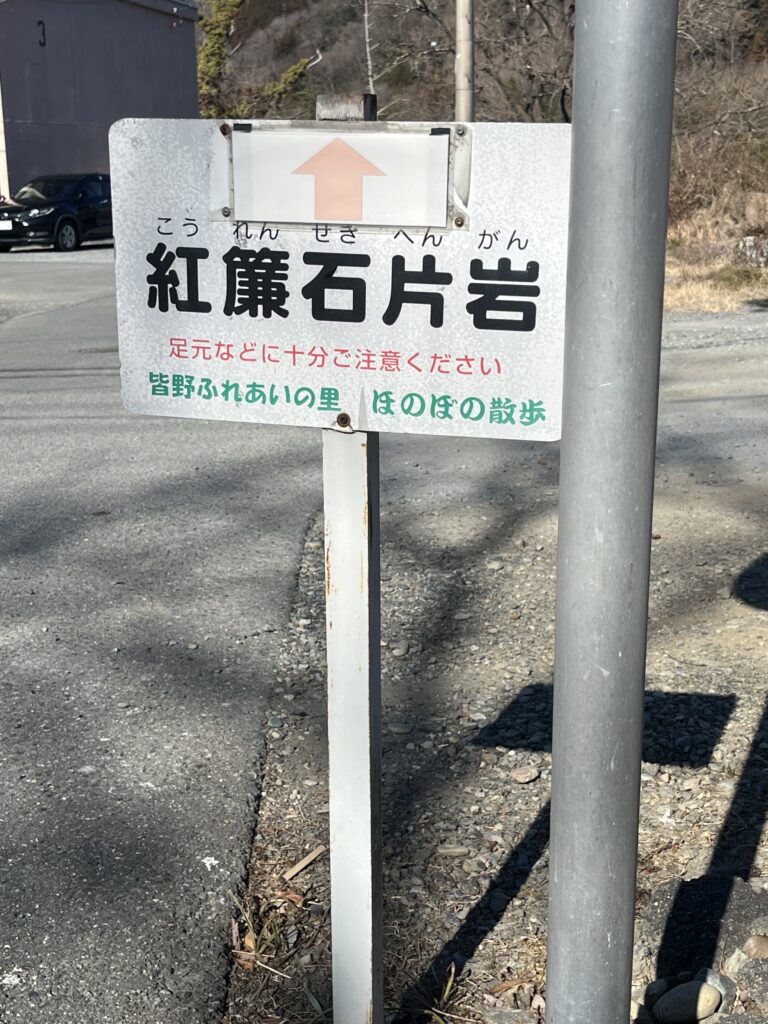 3
こう れん せき へん がん
紅簾石片岩
足元などに十分ご注意ください
皆野ふれあいの里 ほのぼの散歩